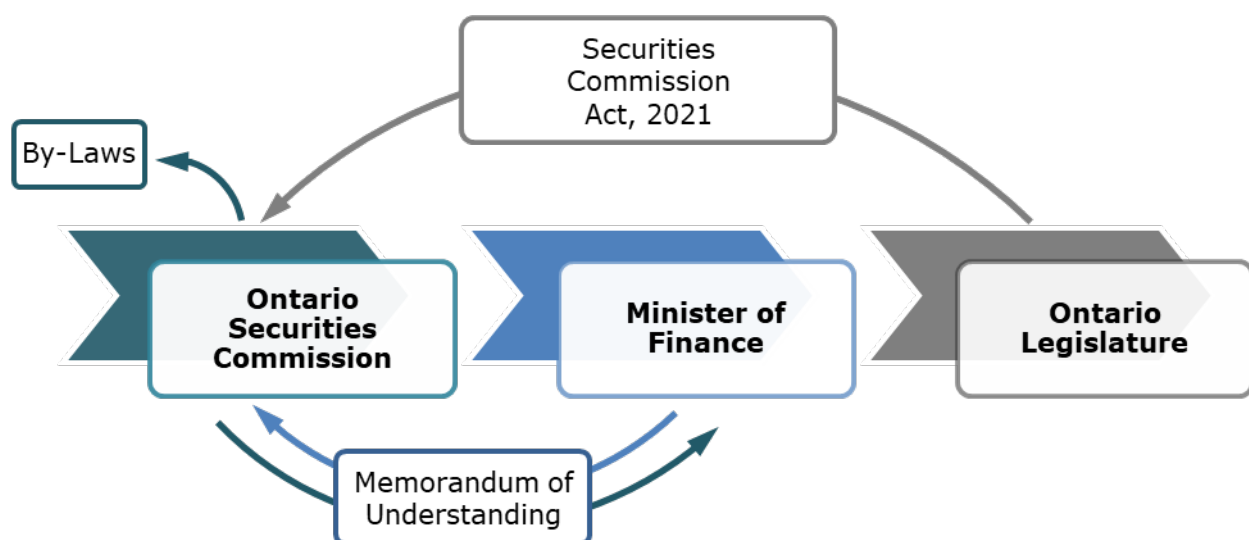 Securities
Commission
Act, 2021
By-Laws
Ontario
Securities
Commission
Minister of
Finance
Ontario
Legislature
Memorandum of
Understanding